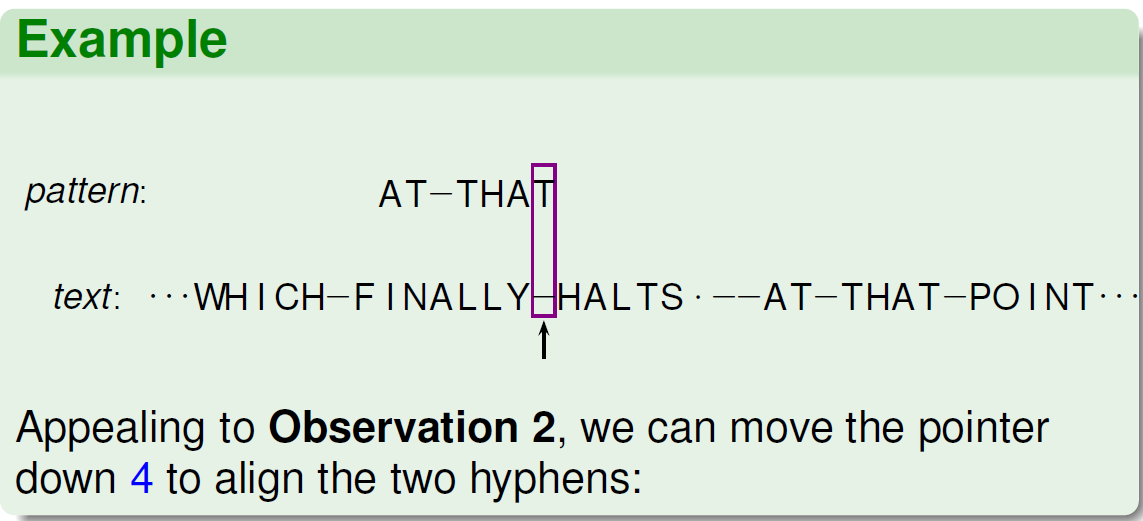 Example
pattern: AT–THAT
text: ···WHICH–FINALLY–HALTS·––AT–THAT–POINT···
Appealing to Observation 2, we can move the pointer
down 4 to align the two hyphens: